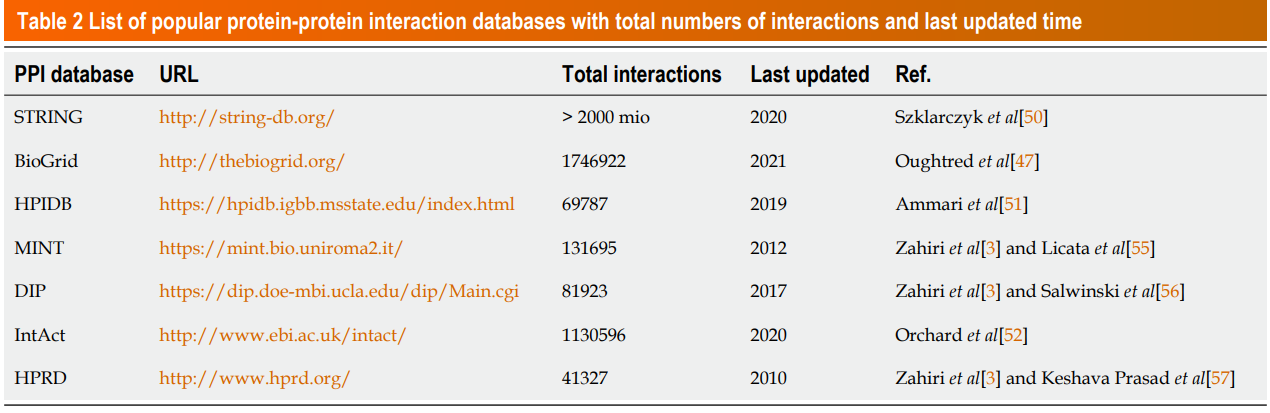 Table 2 List of popular protein-protein interaction databases with total numbers of interactions and last updated time
PPI database URL Total interactions Last updated Ref.
STRING http://string-db.org/ > 2000 mio 2020 Szklarczyk et al[50]
BioGrid http://thebiogrid.org/ 1746922 2021 Oughtred et al[47]
HPIDB https://hpidb.igbb.msstate.edu/index.html 69787 2019 Ammari et al[51]
MINT https://mint.bio.uniroma2.it/ 131695 2012 Zahiri et al[3] and Licata et al[55]
DIP https://dip.doe-mbi.ucla.edu/dip/Main.cgi 81923 2017 Zahiri et al[3] and Salwinski et al[56]
IntAct http://www.ebi.ac.uk/intact/ 1130596 2020 Orchard et al[52]
HPRD http://www.hprd.org/ 41327 2010 Zahiri et al[3] and Keshava Prasad et al[57]